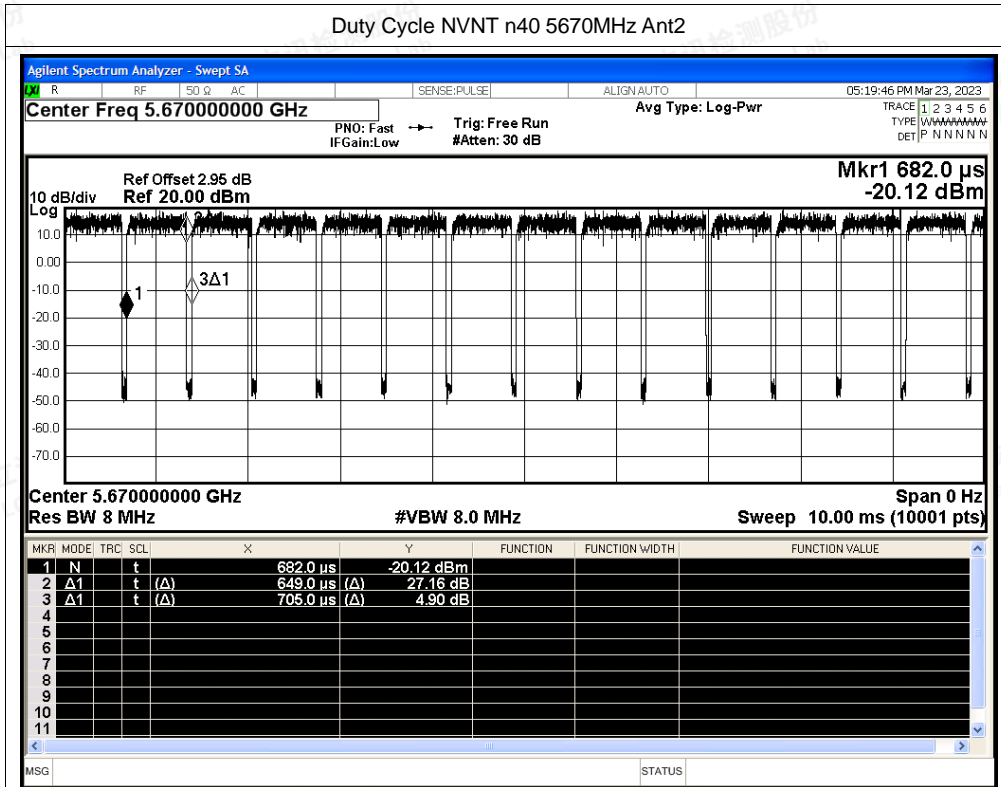 Duty Cycle NVNT n40 5670MHz Ant2
Agilent Spectrum Analyzer - Swept SA
LXI R RF 50 Ω AC SENSE:PULSE ALIGN AUTO 05:19:46 PM Mar 23, 2023
Center Freq 5.670000000 GHz Avg Type: Log-Pwr TRACE 1 2 3 4 5 6
PNO: Fast Trig: Free Run TYPE WWWWWW
IFGain:Low #Atten: 30 dB DET P N N N N N
Mkr1 682.0 µs
Ref Offset 2.95 dB
10 dB/div Ref 20.00 dBm -20.12 dBm
Log
10.0
0.00
-10.0 1 3Δ1
-20.0
-30.0
-40.0
-50.0
-60.0
-70.0
Center 5.670000000 GHz Span 0 Hz
Res BW 8 MHz #VBW 8.0 MHz Sweep 10.00 ms (10001 pts)
MKR MODE TRC SCL X Y FUNCTION FUNCTION WIDTH FUNCTION VALUE
1 N t 682.0 µs -20.12 dBm
2 Δ1 t (Δ) 649.0 µs (Δ) 27.16 dB
3 Δ1 t (Δ) 705.0 µs (Δ) 4.90 dB
4
5
6
7
8
9
10
11
MSG STATUS